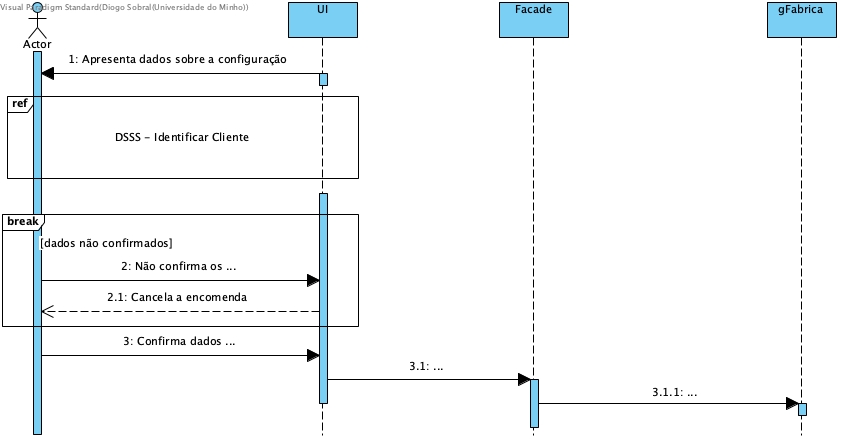 Visual Paradigm Standard(Diogo Sobral(Universidade do Minho))
UI
Facade
gFabrica
Actor
1: Apresenta dados sobre a configuração
ref
DSSS - Identificar Cliente
break
[dados não confirmados]
2: Não confirma os ...
2.1: Cancela a encomenda
3: Confirma dados ...
3.1: ...
3.1.1: ...